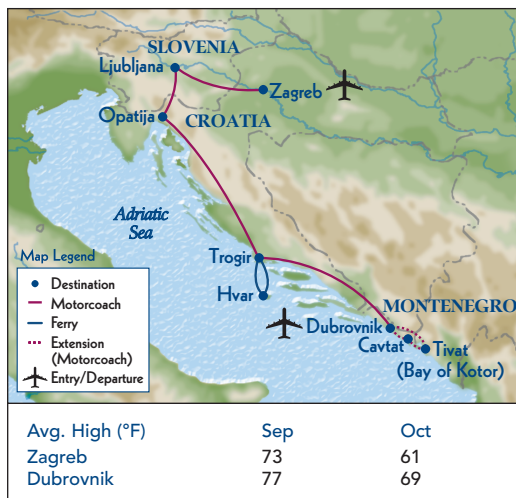 SLOVENIA
Ljubljana
Zagreb
Opatija
CROATIA
Adriatic
Sea
Map Legend
Destination
Motorcoach
Ferry
Extension
(Motorcoach)
Entry/Departure
Trogir
Hvar
MONTENEGRO
Dubrovnik
Cavtat
Tivat
(Bay of Kotor)
Avg. High (°F) Sep Oct
Zagreb 73 61
Dubrovnik 77 69